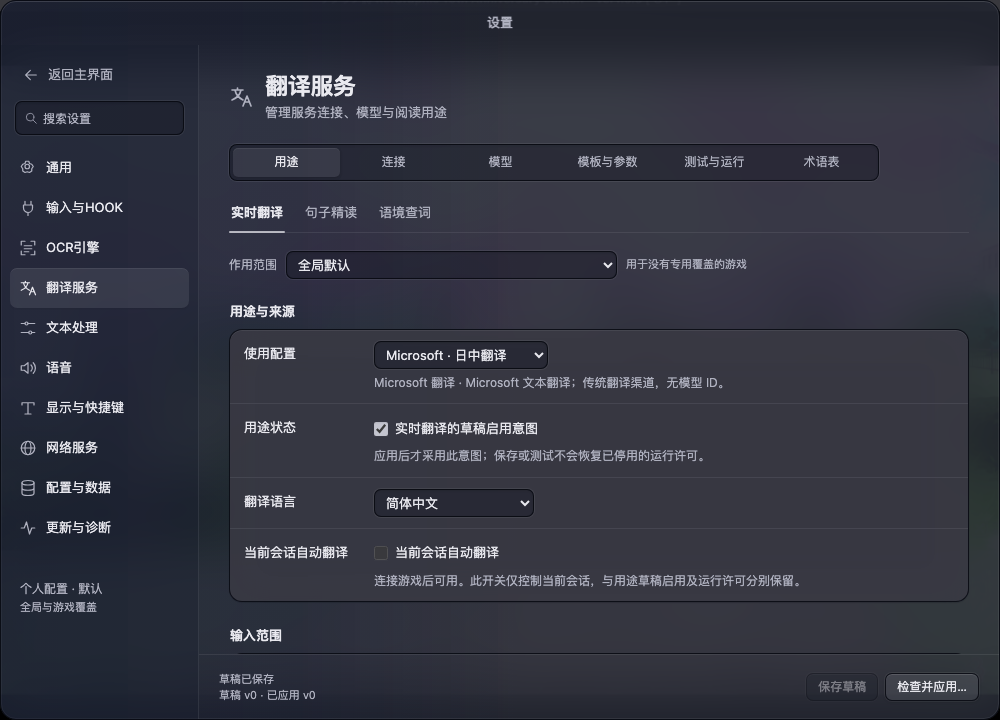 设置
返回主界面
搜索设置
通用
输入与HOOK
OCR引擎
翻译服务
文本处理
语音
显示与快捷键
网络服务
配置与数据
更新与诊断
个人配置 · 默认
全局与游戏覆盖
翻译服务
管理服务连接、模型与阅读用途
用途 连接 模型 模板与参数 测试与运行 术语表
实时翻译 句子精读 语境查词
作用范围 全局默认 用于没有专用覆盖的游戏
用途与来源
使用配置 Microsoft · 日中翻译
Microsoft 翻译 · Microsoft 文本翻译；传统翻译渠道，无模型 ID。
用途状态 实时翻译的草稿启用意图
应用后才采用此意图；保存或测试不会恢复已停用的运行许可。
翻译语言 简体中文
当前会话自动翻译 当前会话自动翻译
连接游戏后可用。此开关仅控制当前会话，与用途草稿启用及运行许可分别保留。
输入范围
草稿已保存
草稿 v0 · 已应用 v0
保存草稿 检查并应用...